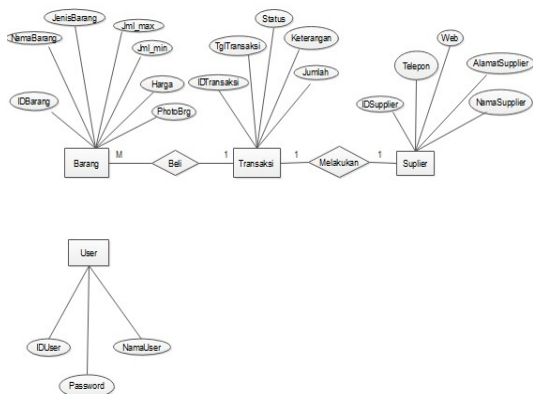 Status
JenisBarang
Jml_max
NamaBarang
Jml_min
TglTransaksi
Keterangan
Web
Telepon
AlamatSupplier
Harga
IDTransaksi
Jumlah
IDBarang
PhotoBrg
IDSupplier
NamaSupplier
Barang
M
Beli
1
Transaksi
1
Melakukan
1
Suplier
User
IDUser
NamaUser
Password